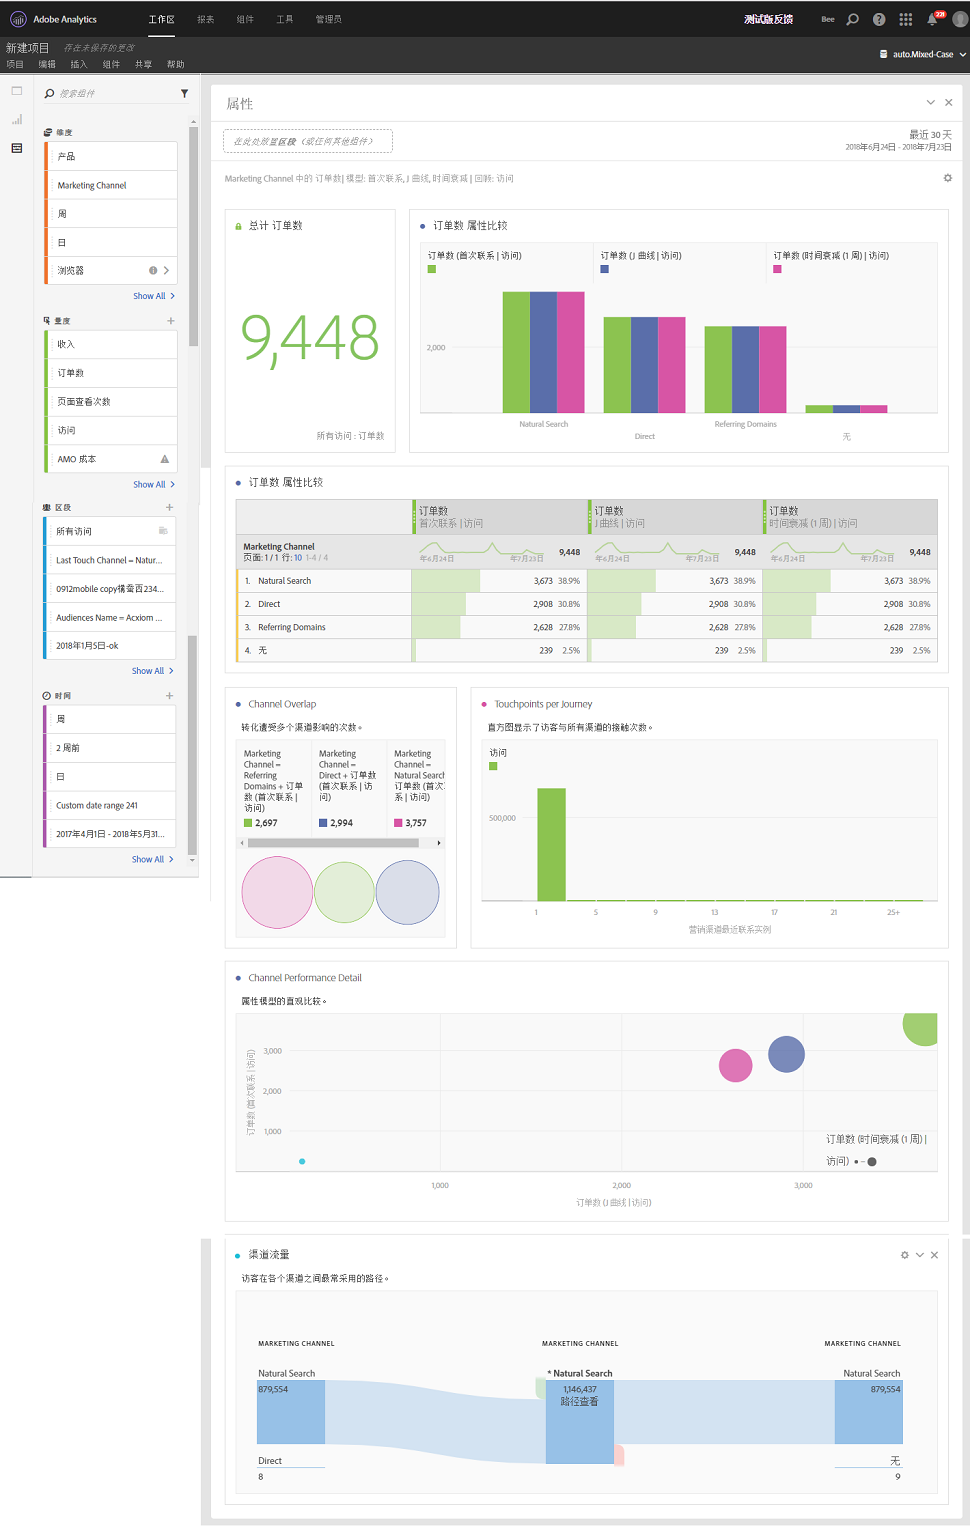 Adobe Analytics
工作区
报表
组件
工具
管理员
测试版反馈
Bee
221
新建项目
存在未保存的更改
项目
编辑
插入
组件
共享
帮助
auto.Mixed-Case
搜索组件
维度
产品
Marketing Channel
周
日
浏览器
Show All
量度
收入
订单数
页面查看次数
访问
AMO 成本
Show All
区段
所有访问
Last Touch Channel = Natur...
Audiences Name = Acxiom ...
2018年1月5日-ok
Show All
时间
周
2 周前
日
Custom date range 241
2017年4月1日 - 2018年5月31...
Show All
属性
在此处放置区段（或任何其他组件）
最近 30 天
2018年6月24日 - 2018年7月23日
Marketing Channel 中的 订单数| 模型: 首次联系, J 曲线, 时间衰减 | 回顾: 访问
总计 订单数
9,448
所有访问 : 订单数
订单数 属性比较
订单数 (首次联系 | 访问)
订单数 (J 曲线 | 访问)
订单数 (时间衰减 (1 周) | 访问)
2,000
Natural Search
Direct
Referring Domains
无
订单数 属性比较
订单数
首次联系 | 访问
订单数
J 曲线 | 访问
订单数
时间衰减 (1 周) | 访问
Marketing Channel
页面: 1 / 1 行: 10 1-4 / 4
年6月24日
年7月23日
9,448
年6月24日
年7月23日
9,448
年6月24日
年7月23日
9,448
1. Natural Search 3,673 38.9% 3,673 38.9% 3,673 38.9%
2. Direct 2,908 30.8% 2,908 30.8% 2,908 30.8%
3. Referring Domains 2,628 27.8% 2,628 27.8% 2,628 27.8%
4. 无 239 2.5% 239 2.5% 239 2.5%
Channel Overlap
转化遭受多个渠道影响的次数。
Marketing
Channel =
Referring
Domains + 订单
数 (首次联系 |
访问)
2,697
Marketing
Channel =
Direct + 订单数
(首次联系 | 访
问)
2,994
Marketing
Channel =
Natural Search
订单数 (首次联
系 | 访问)
3,757
Touchpoints per Journey
直方图显示了访客与所有渠道的接触次数。
访问
500,000
1
5
9
13
17
21
25+
营销渠道最近联系实例
Channel Performance Detail
属性模型的直观比较。
订单数 (首次联系 | 访问)
3,000
2,000
1,000
订单数 (时间衰减 (1 周) |
访问)
1,000
2,000
3,000
订单数 (J 曲线 | 访问)
渠道流量
访客在各个渠道之间最常采用的路径。
MARKETING CHANNEL
MARKETING CHANNEL
MARKETING CHANNEL
Natural Search
879,554
* Natural Search
1,146,437
路径查看
Natural Search
879,554
Direct
8
无
9